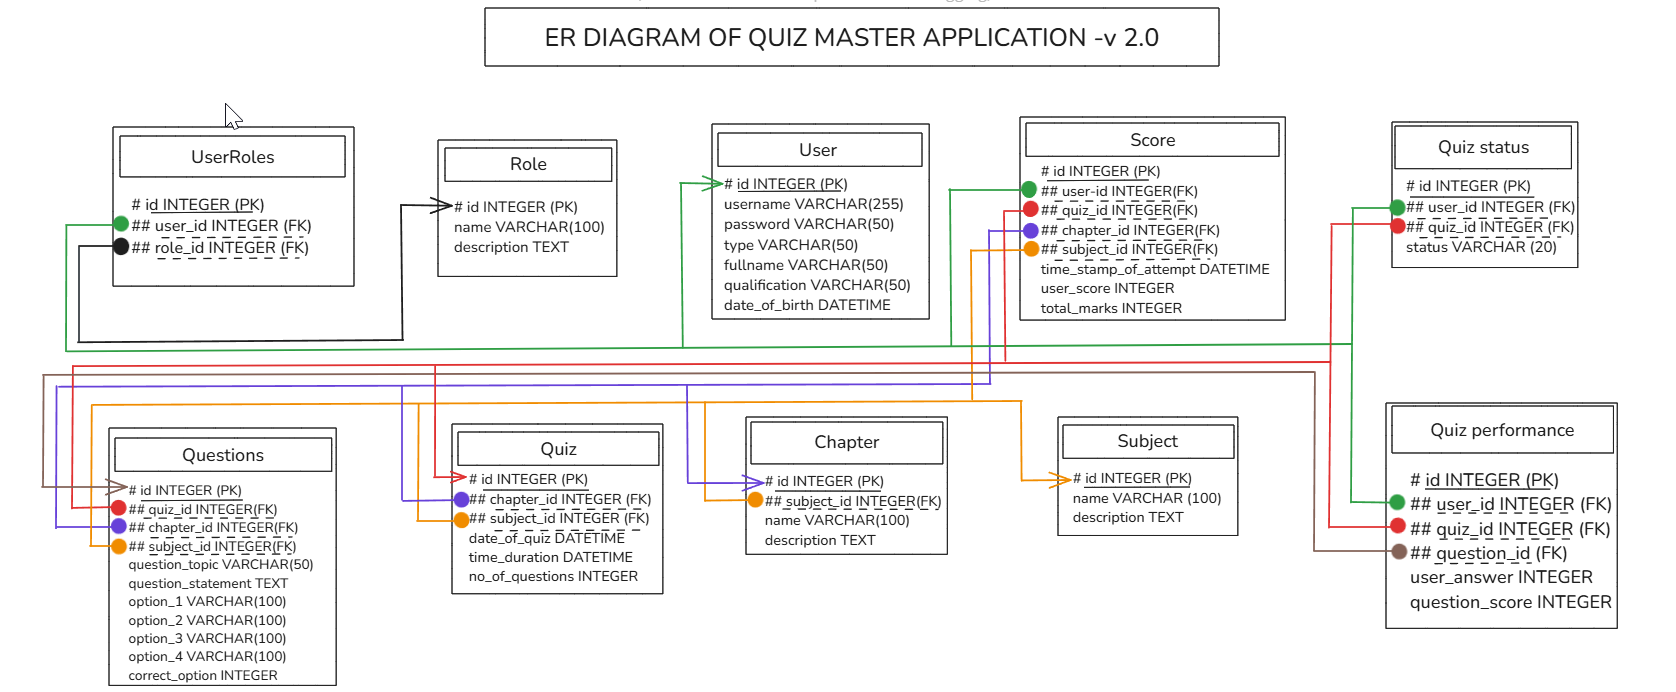 ER DIAGRAM OF QUIZ MASTER APPLICATION -v 2.0
UserRoles
# id INTEGER (PK)
## user_id INTEGER (FK)
## role_id INTEGER (FK)
Role
# id INTEGER (PK)
name VARCHAR(100)
description TEXT
User
# id INTEGER (PK)
username VARCHAR(255)
password VARCHAR(50)
type VARCHAR(50)
fullname VARCHAR(50)
qualification VARCHAR(50)
date_of_birth DATETIME
Score
# id INTEGER (PK)
## user-id INTEGER(FK)
## quiz_id INTEGER(FK)
## chapter_id INTEGER(FK)
## subject_id INTEGER(FK)
time_stamp_of_attempt DATETIME
user_score INTEGER
total_marks INTEGER
Quiz status
# id INTEGER (PK)
## user_id INTEGER (FK)
## quiz_id INTEGER (FK)
status VARCHAR (20)
Questions
# id INTEGER (PK)
## quiz_id INTEGER(FK)
## chapter_id INTEGER(FK)
## subject_id INTEGER(FK)
question_topic VARCHAR(50)
question_statement TEXT
option_1 VARCHAR(100)
option_2 VARCHAR(100)
option_3 VARCHAR(100)
option_4 VARCHAR(100)
correct_option INTEGER
Quiz
# id INTEGER (PK)
## chapter_id INTEGER (FK)
## subject_id INTEGER (FK)
date_of_quiz DATETIME
time_duration DATETIME
no_of_questions INTEGER
Chapter
# id INTEGER (PK)
## subject_id INTEGER(FK)
name VARCHAR(100)
description TEXT
Subject
# id INTEGER (PK)
name VARCHAR (100)
description TEXT
Quiz performance
# id INTEGER (PK)
## user_id INTEGER (FK)
## quiz_id INTEGER (FK)
## question_id (FK)
user_answer INTEGER
question_score INTEGER